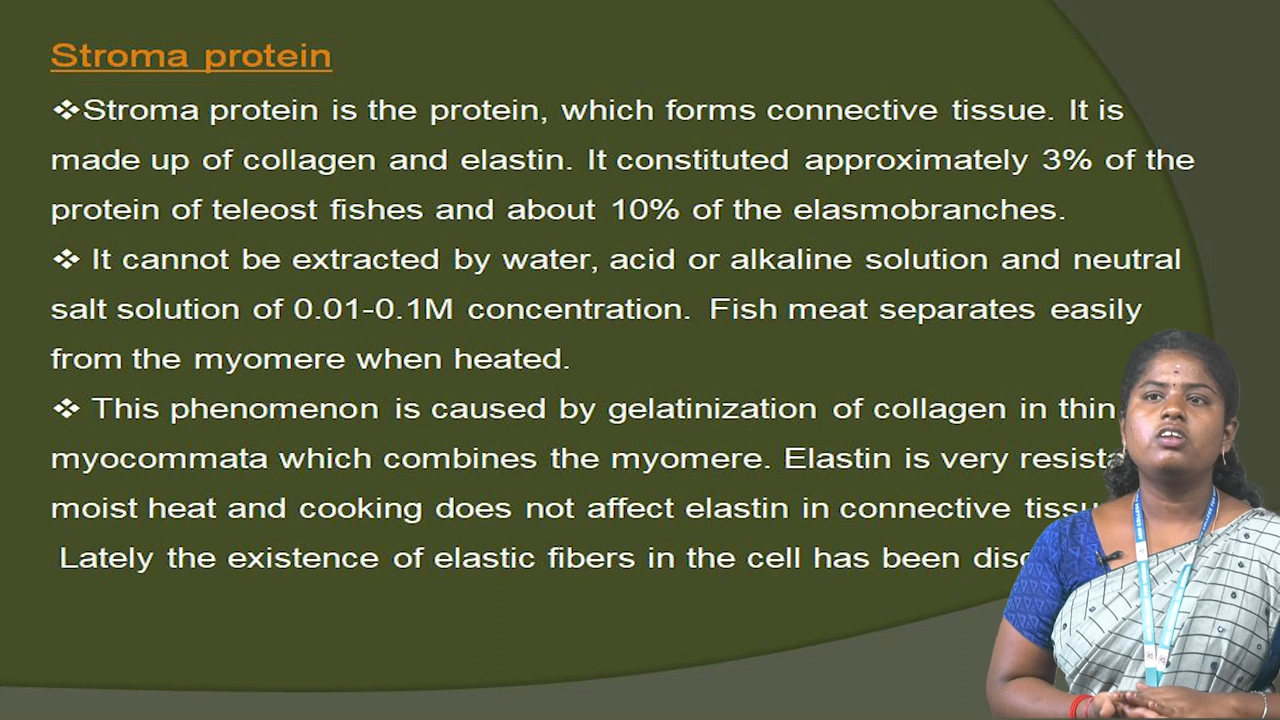 Stroma protein
❖Stroma protein is the protein, which forms connective tissue. It is
made up of collagen and elastin. It constituted approximately 3% of the
protein of teleost fishes and about 10% of the elasmobranches.
❖ It cannot be extracted by water, acid or alkaline solution and neutral
salt solution of 0.01-0.1M concentration. Fish meat separates easily
from the myomere when heated.
❖ This phenomenon is caused by gelatinization of collagen in thin
myocommata which combines the myomere. Elastin is very
moist heat and cooking does not affect elastin in connective
Lately the existence of elastic fibers in the cell has been